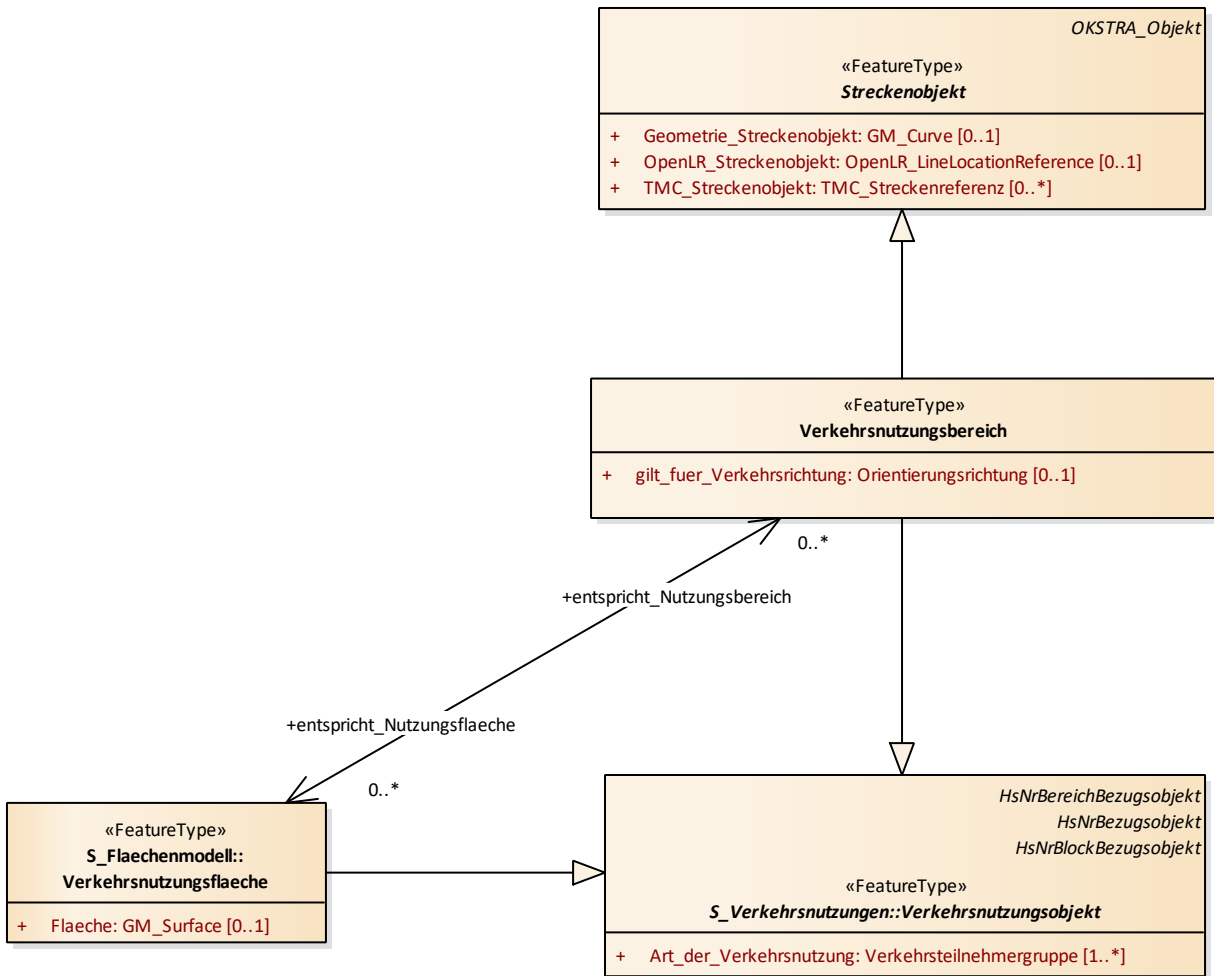 OKSTRA_Objekt
«FeatureType»
Streckenobjekt
+ Geometrie_Streckenobjekt: GM_Curve [0..1]
+ OpenLR_Streckenobjekt: OpenLR_LineLocationReference [0..1]
+ TMC_Streckenobjekt: TMC_Streckenreferenz [0..*]
«FeatureType»
Verkehrsnutzungsbereich
+ gilt_fuer_Verkehrsrichtung: Orientierungsrichtung [0..1]
0..*
+entspricht_Nutzungsbereich
+entspricht_Nutzungsflaeche
0..*
«FeatureType»
S_Flaechenmodell::
Verkehrsnutzungsflaeche
+ Flaeche: GM_Surface [0..1]
HsNrBereichBezugsobjekt
HsNrBezugsobjekt
HsNrBlockBezugsobjekt
«FeatureType»
S_Verkehrsnutzungen::Verkehrsnutzungsobjekt
+ Art_der_Verkehrsnutzung: Verkehrsteilnehmergruppe [1..*]